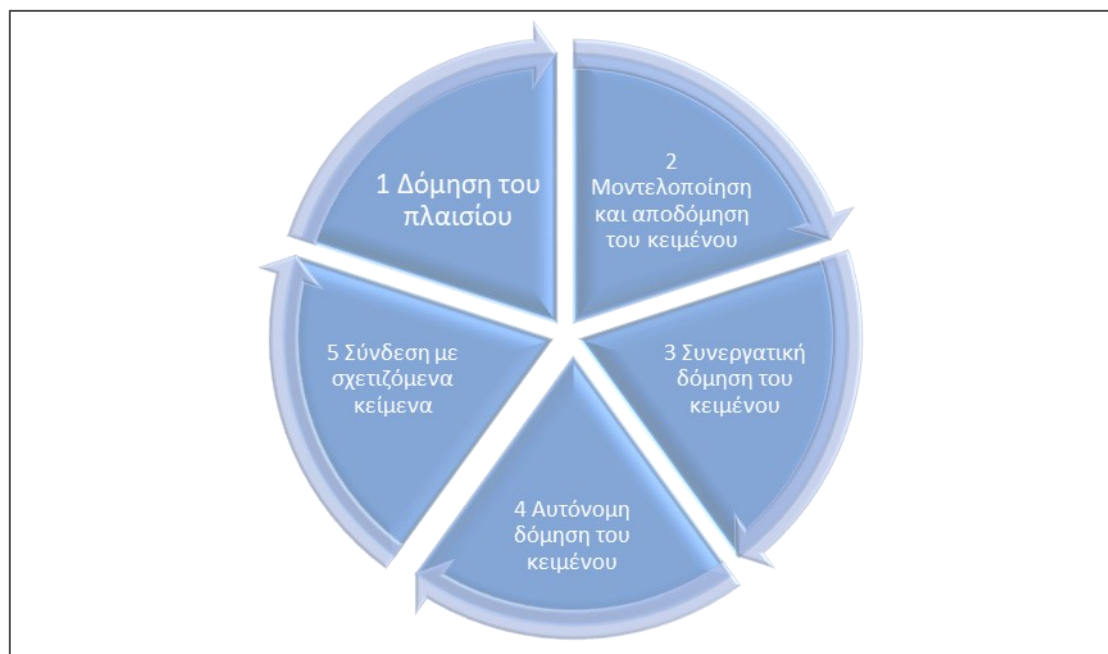 1 Δόμηση του
πλαισίου
2
Μοντελοποίηση
και αποδόμηση
του κειμένου
3 Συνεργατική
δόμηση του
κειμένου
4 Αυτόνομη
δόμηση του
κειμένου
5 Σύνδεση με
σχετιζόμενα
κείμενα